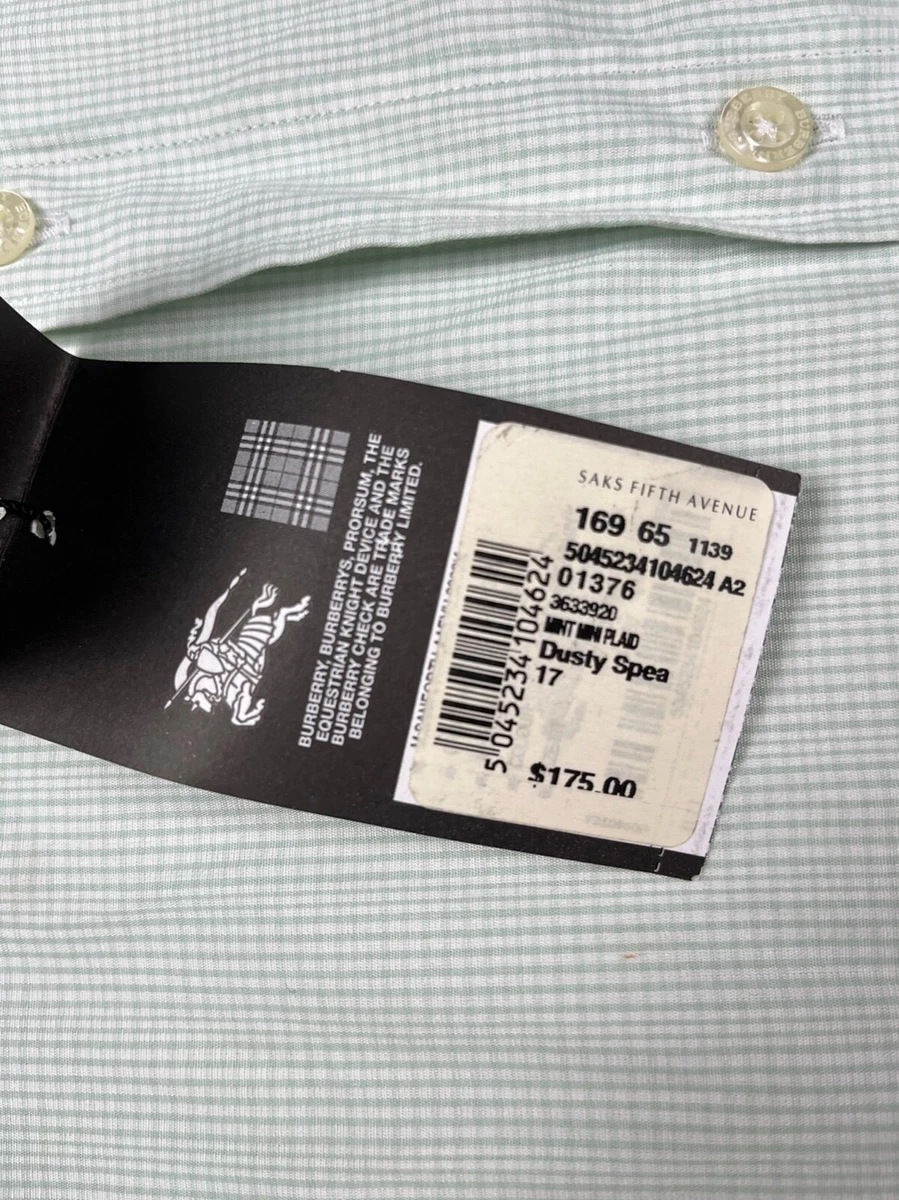 BURBERRY
BURBERRY, BURBERRYS, PRORSUM, THE
EQUESTRIAN KNIGHT DEVICE AND THE
BURBERRY CHECK ARE TRADE MARKS
BELONGING TO BURBERRY LIMITED.
SAKS FIFTH AVENUE
169 65 1139
5045234104624 A2
01376
3633920
MINT MINI PLAID
Dusty Spea
17
$175.00
5 045234 104624